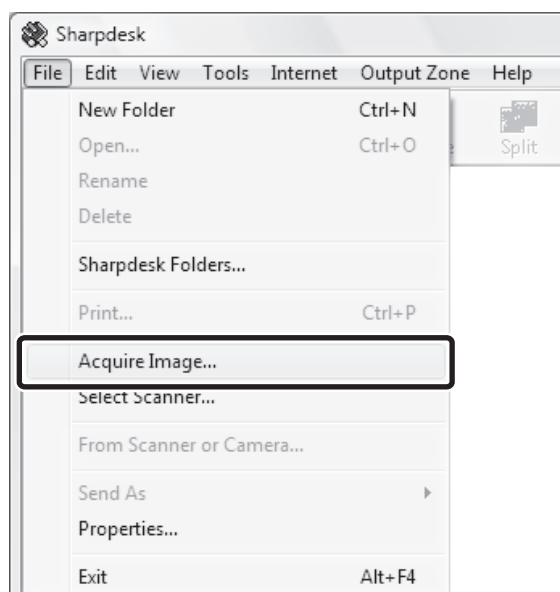 Sharpdesk
File Edit View Tools Internet Output Zone Help
New Folder Ctrl+N
Open... Ctrl+O
Split
Rename
Delete
Sharpdesk Folders...
Print... Ctrl+P
Acquire Image...
Select Scanner...
From Scanner or Camera...
Send As
Properties...
Exit Alt+F4